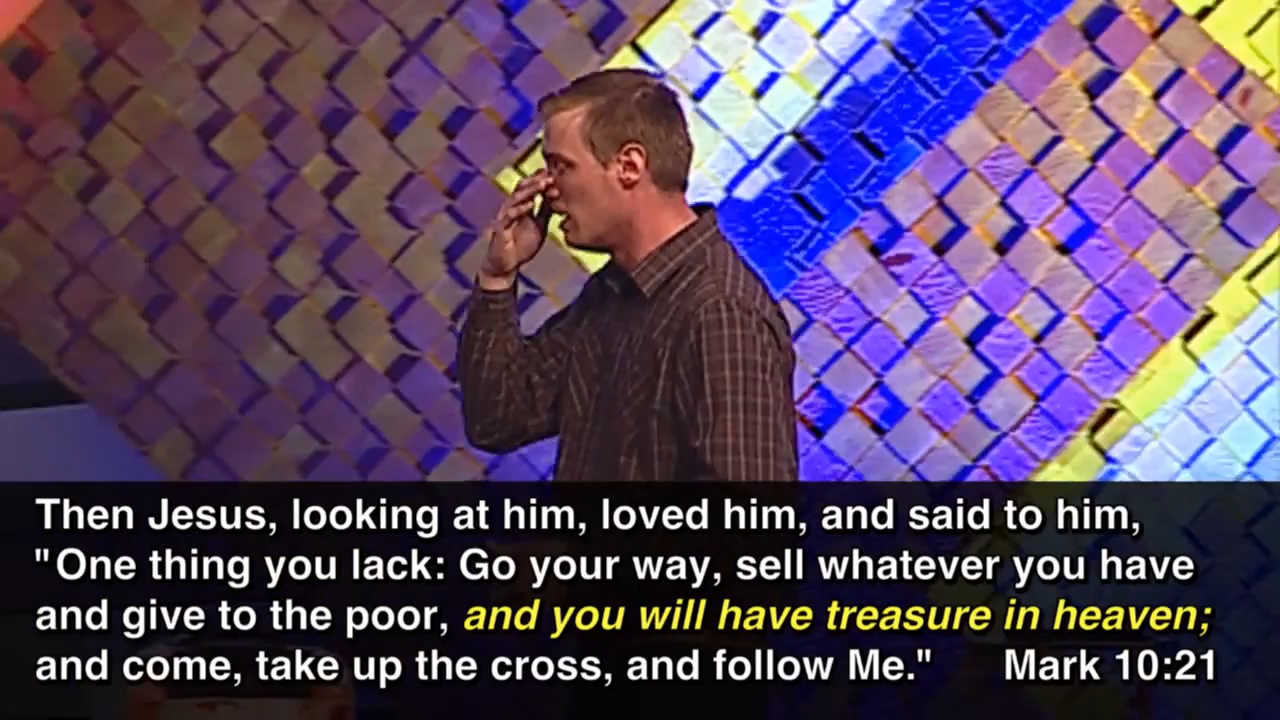 Then Jesus, looking at him, loved him, and said to him,
"One thing you lack: Go your way, sell whatever you have
and give to the poor, and you will have treasure in heaven;
and come, take up the cross, and follow Me." Mark 10:21